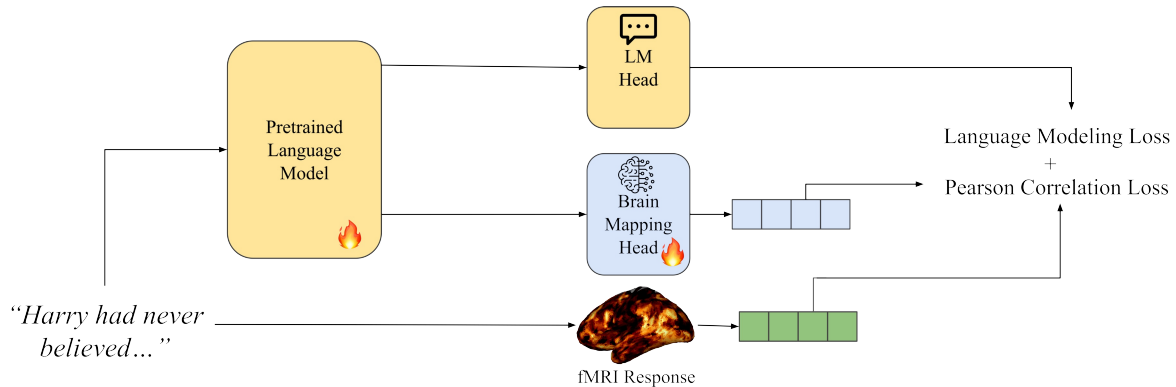 LM
Head
Pretrained
Language
Model
Language Modeling Loss
+
Pearson Correlation Loss
Brain
Mapping
Head
“Harry had never
believed…”
fMRI Response